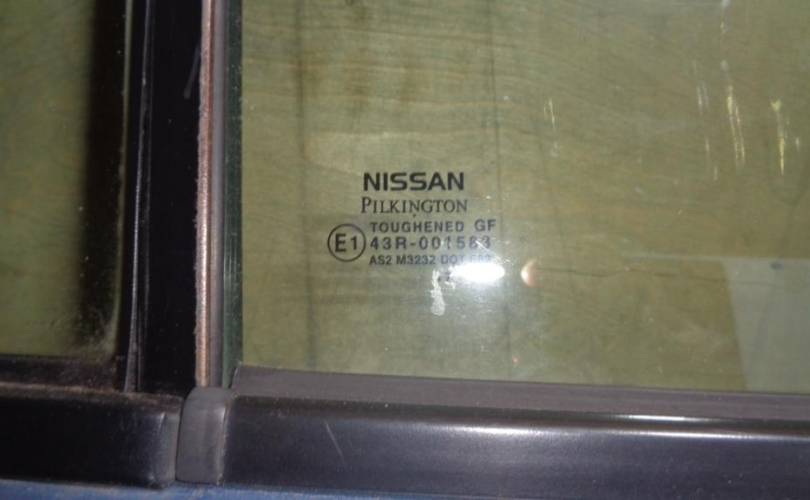 NISSAN
PILKINGTON
TOUGHENED GF
E1 43R-001583
AS2 M3232 DOT